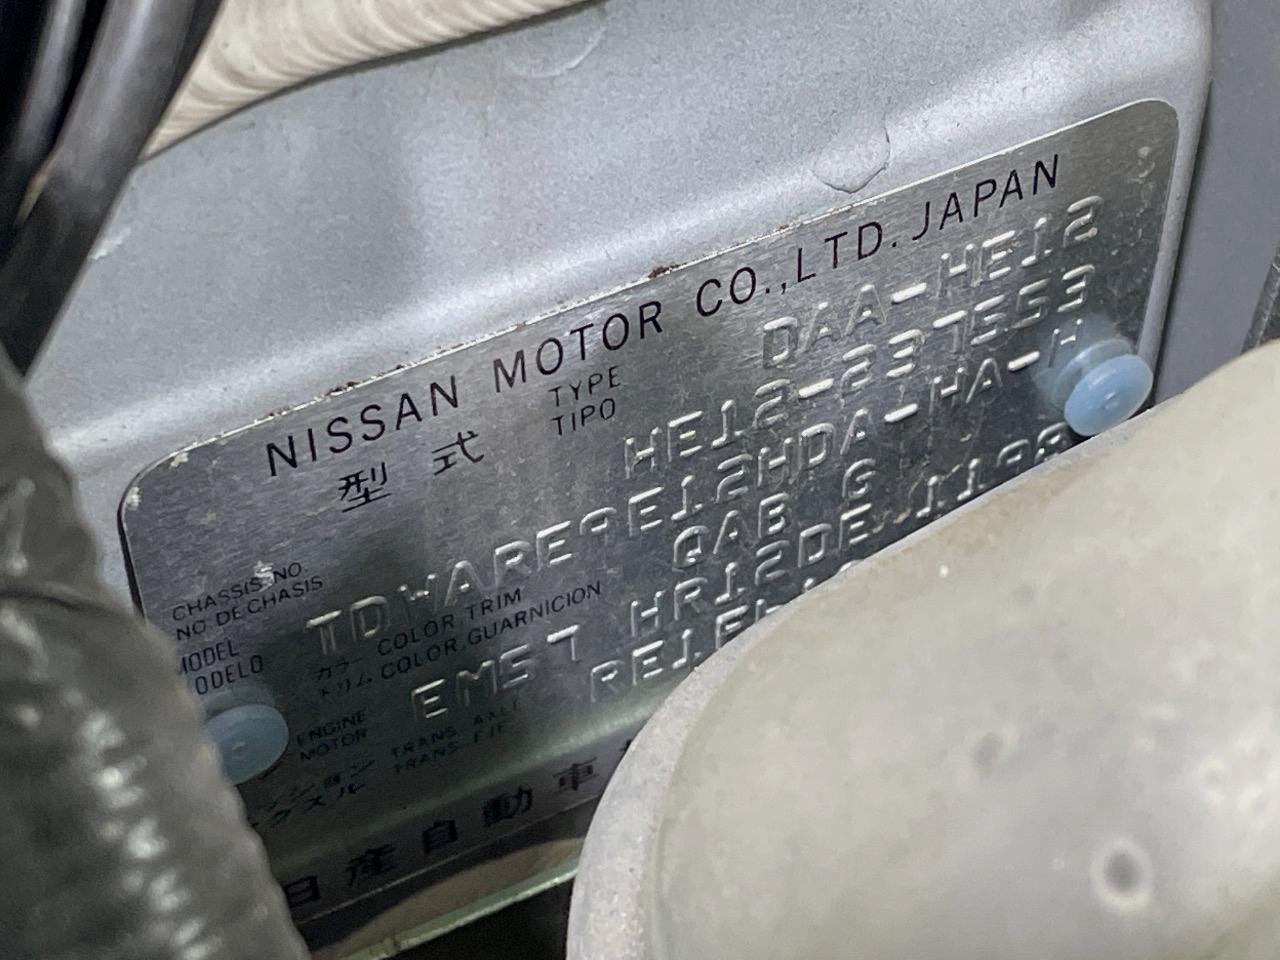 NISSAN MOTOR CO.,LTD. JAPAN
型式 TYPE TIPO DAA-HE12
CHASSIS NO. NO DE CHASIS HE12-237553
MODEL TDWARE9E12HDA-HA-H
カラー COLOR TRIM
トリム COLOR, GUARNICION QAB G
ENGINE MOTOR EM57 HR12DE 1198
TRANS. AXLE
TRANS. EJE
日産自動車